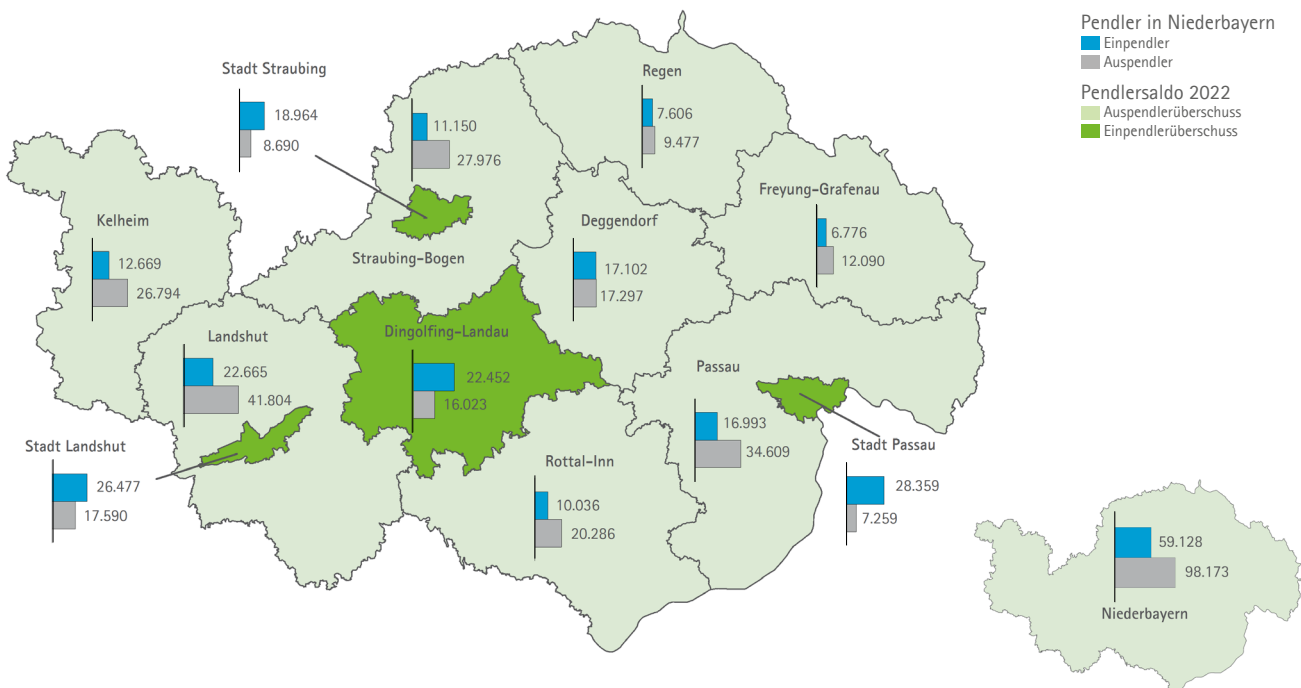 Pendler in Niederbayern
Einpendler
Auspendler
Pendlersaldo 2022
Auspendlerüberschuss
Einpendlerüberschuss
Stadt Straubing
18.964
8.690
11.150
27.976
Straubing-Bogen
Regen
7.606
9.477
Freyung-Grafenau
6.776
12.090
Kelheim
12.669
26.794
Deggendorf
17.102
17.297
Landshut
22.665
41.804
Dingolfing-Landau
22.452
16.023
Passau
16.993
34.609
Stadt Landshut
26.477
17.590
Rottal-Inn
10.036
20.286
Stadt Passau
28.359
7.259
59.128
98.173
Niederbayern